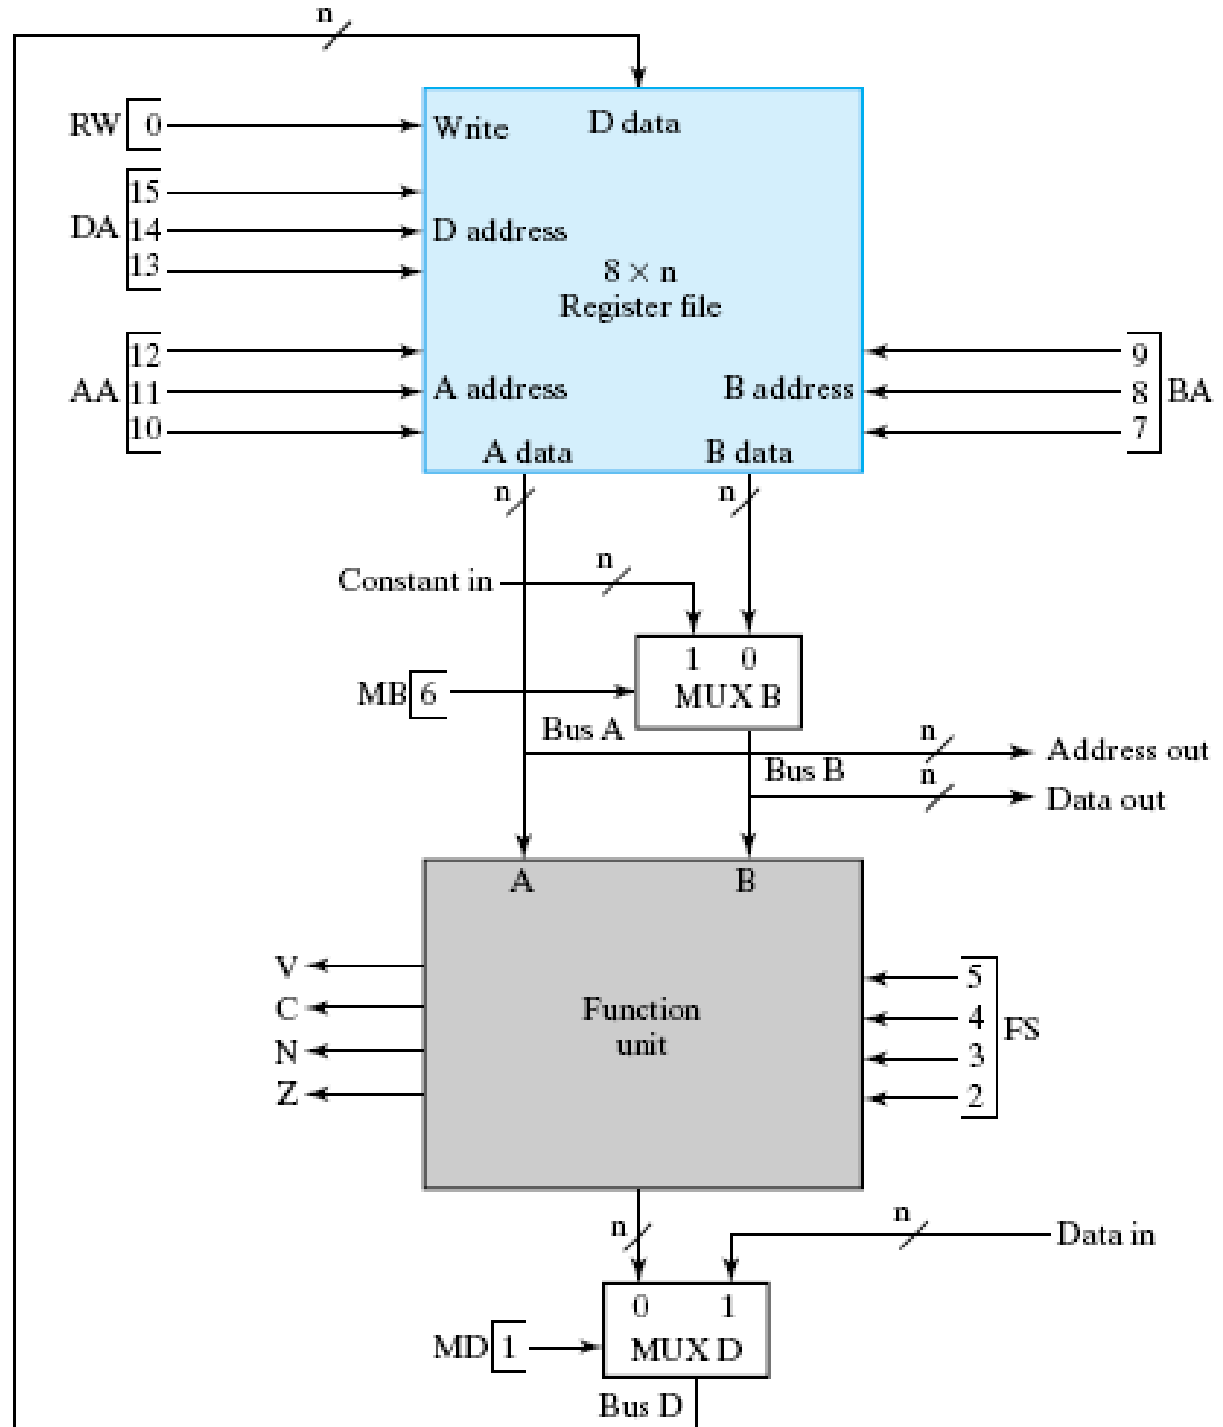 n
RW 0
Write
D data
15
DA 14
13
D address
8 × n
Register file
12
AA 11
10
A address
B address
9
8 BA
7
A data
B data
n
n
Constant in
n
1 0
MUX B
MB 6
Bus A
n
Address out
Bus B
n
Data out
A
B
V
C
N
Z
Function
unit
5
4
FS
3
2
n
n
Data in
0 1
MUX D
MD 1
Bus D